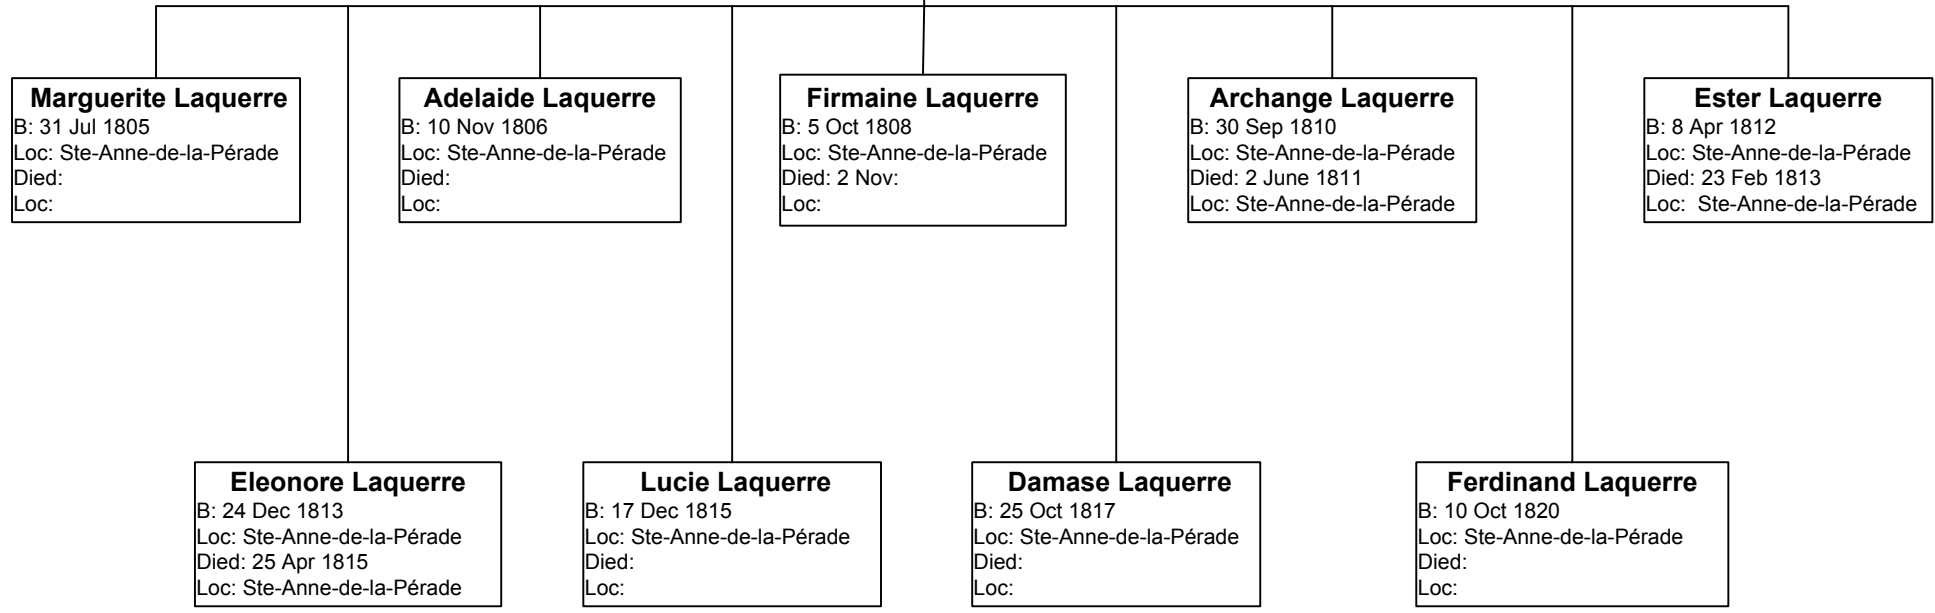 Marguerite Laquerre
B: 31 Jul 1805
Loc: Ste-Anne-de-la-Pérade
Died:
Loc:
Adelaide Laquerre
B: 10 Nov 1806
Loc: Ste-Anne-de-la-Pérade
Died:
Loc:
Firmaine Laquerre
B: 5 Oct 1808
Loc: Ste-Anne-de-la-Pérade
Died: 2 Nov:
Loc:
Archange Laquerre
B: 30 Sep 1810
Loc: Ste-Anne-de-la-Pérade
Died: 2 June 1811
Loc: Ste-Anne-de-la-Pérade
Ester Laquerre
B: 8 Apr 1812
Loc: Ste-Anne-de-la-Pérade
Died: 23 Feb 1813
Loc:  Ste-Anne-de-la-Pérade
Eleonore Laquerre
B: 24 Dec 1813
Loc: Ste-Anne-de-la-Pérade
Died: 25 Apr 1815
Loc: Ste-Anne-de-la-Pérade
Lucie Laquerre
B: 17 Dec 1815
Loc: Ste-Anne-de-la-Pérade
Died:
Loc:
Damase Laquerre
B: 25 Oct 1817
Loc: Ste-Anne-de-la-Pérade
Died:
Loc:
Ferdinand Laquerre
B: 10 Oct 1820
Loc: Ste-Anne-de-la-Pérade
Died:
Loc: